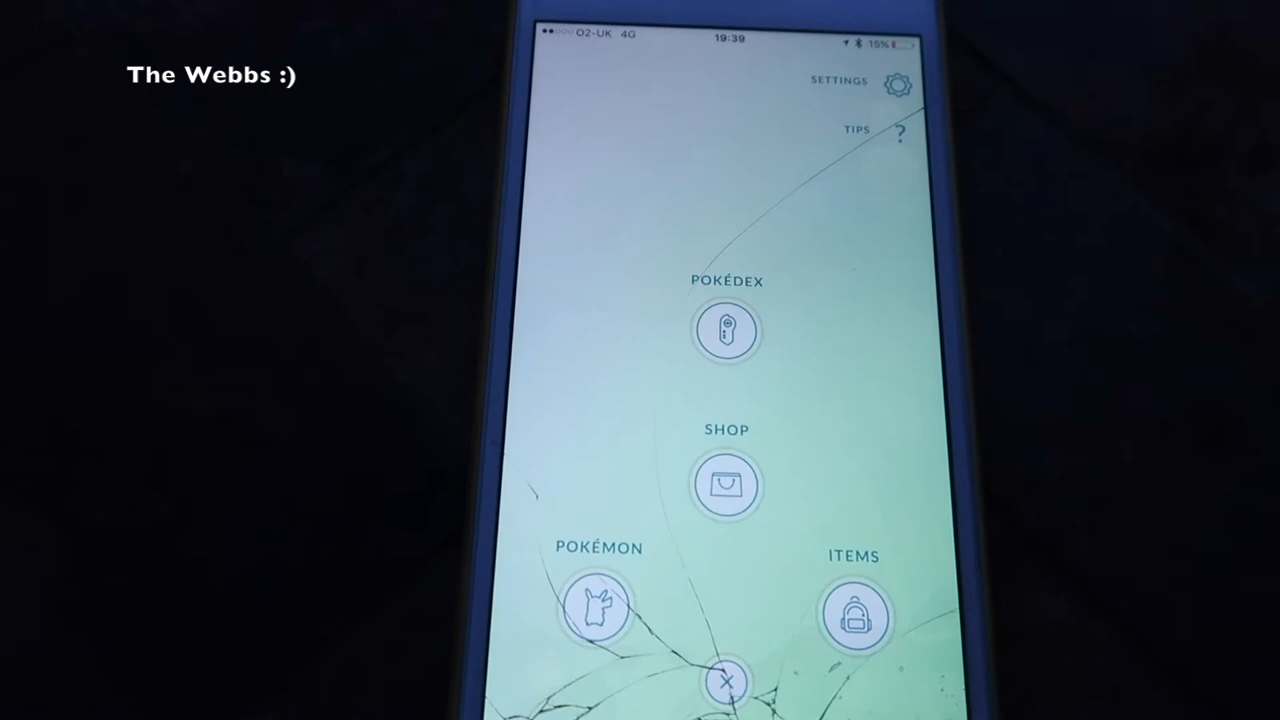 O2-UK 4G 19:39 15%
The Webbs :)
SETTINGS
TIPS ?
POKÉDEX
SHOP
POKÉMON
ITEMS